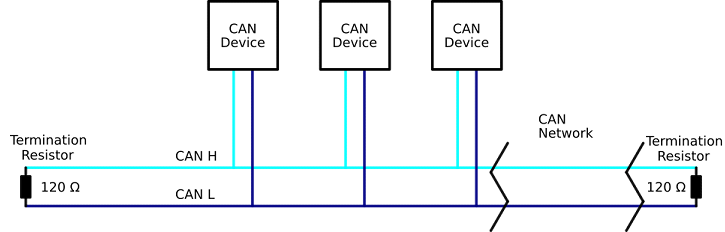 CAN
Device
CAN
Device
CAN
Device
CAN
Network
Termination
Resistor
Termination
Resistor
CAN H
120 Ω
120 Ω
CAN L